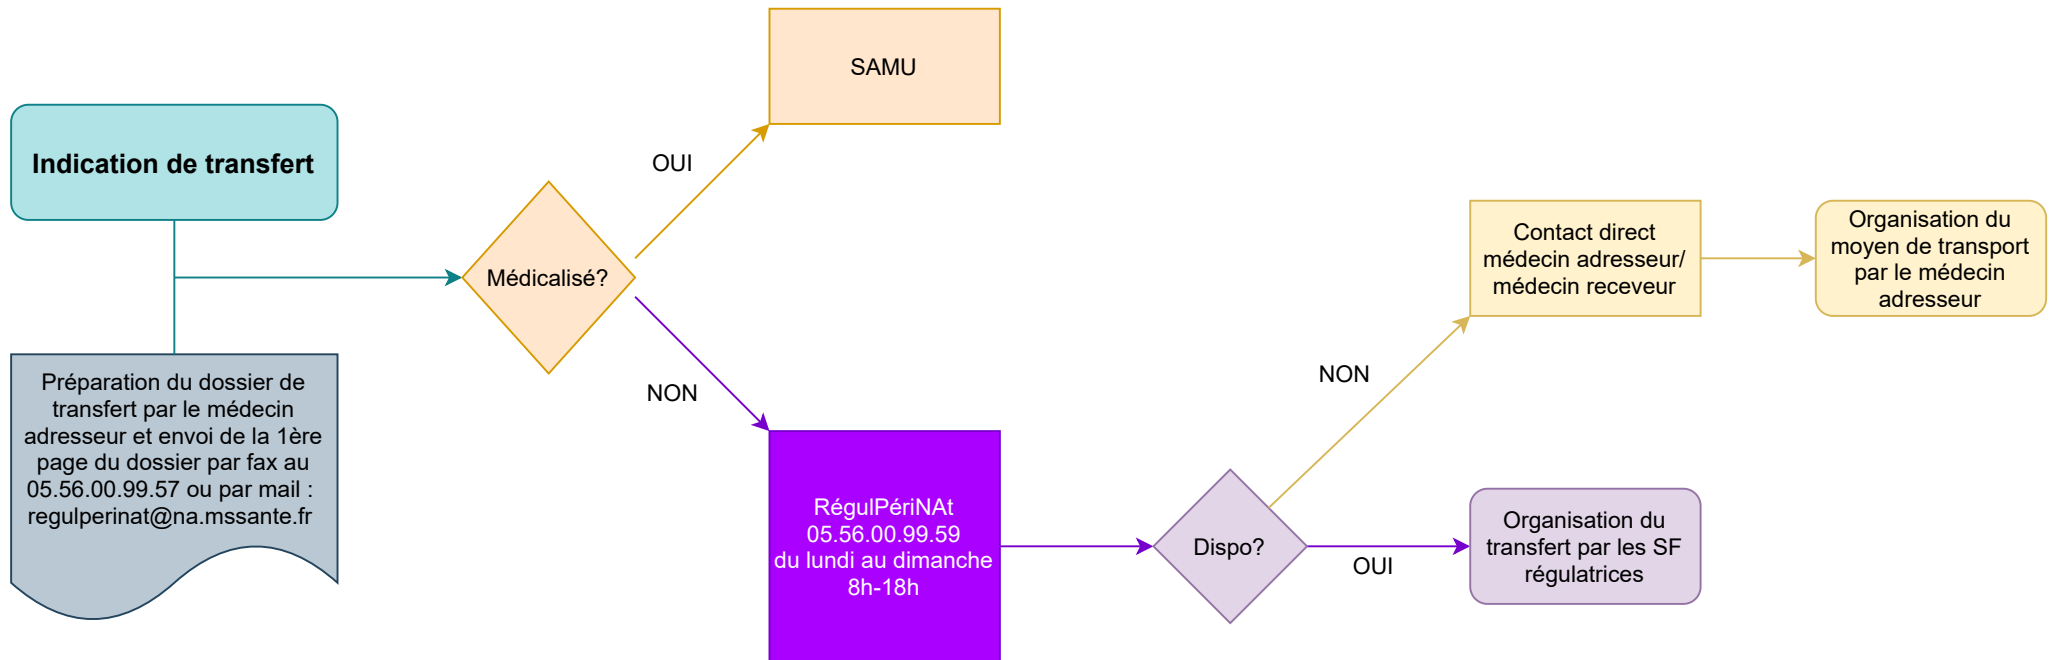 SAMU
Indication de transfert
OUI
Médicalisé?
NON
Préparation du dossier de
transfert par le médecin
adresseur et envoi de la 1ère
page du dossier par fax au
05.56.00.99.57 ou par mail :
regulperinat@na.mssante.fr
RégulPériNAt
05.56.00.99.59
du lundi au dimanche
8h-18h
Dispo?
NON
Contact direct
médecin adresseur/
médecin receveur
Organisation du
moyen de transport
par le médecin
adresseur
OUI
Organisation du
transfert par les SF
régulatrices